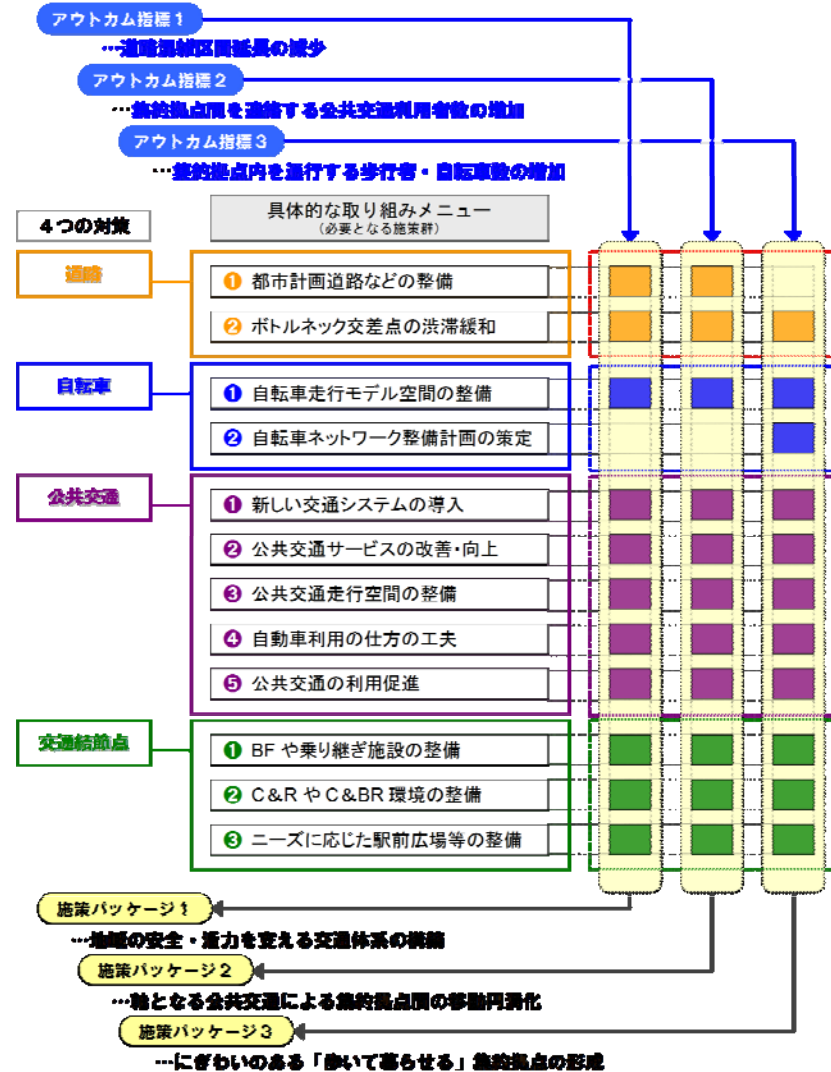 アウトカム指標1
…道路混雑区間延長の減少
アウトカム指標2
…集約拠点間を連絡する公共交通利用者数の増加
アウトカム指標3
…集約拠点内を通行する歩行者・自転車数の増加
4つの対策
具体的な取り組みメニュー
(必要となる施策群)
道路
❶ 都市計画道路などの整備
❷ ボトルネック交差点の渋滞緩和
自転車
❶ 自転車走行モデル空間の整備
❷ 自転車ネットワーク整備計画の策定
公共交通
❶ 新しい交通システムの導入
❷ 公共交通サービスの改善・向上
❸ 公共交通走行空間の整備
❹ 自動車利用の仕方の工夫
❺ 公共交通の利用促進
交通結節点
❶ BFや乗り継ぎ施設の整備
❷ C&RやC&BR環境の整備
❸ ニーズに応じた駅前広場等の整備
施策パッケージ1
…地域の安全・活力を支える交通体系の構築
施策パッケージ2
…軸となる公共交通による集約拠点間の移動円滑化
施策パッケージ3
…にぎわいのある「歩いて暮らせる」集約拠点の形成